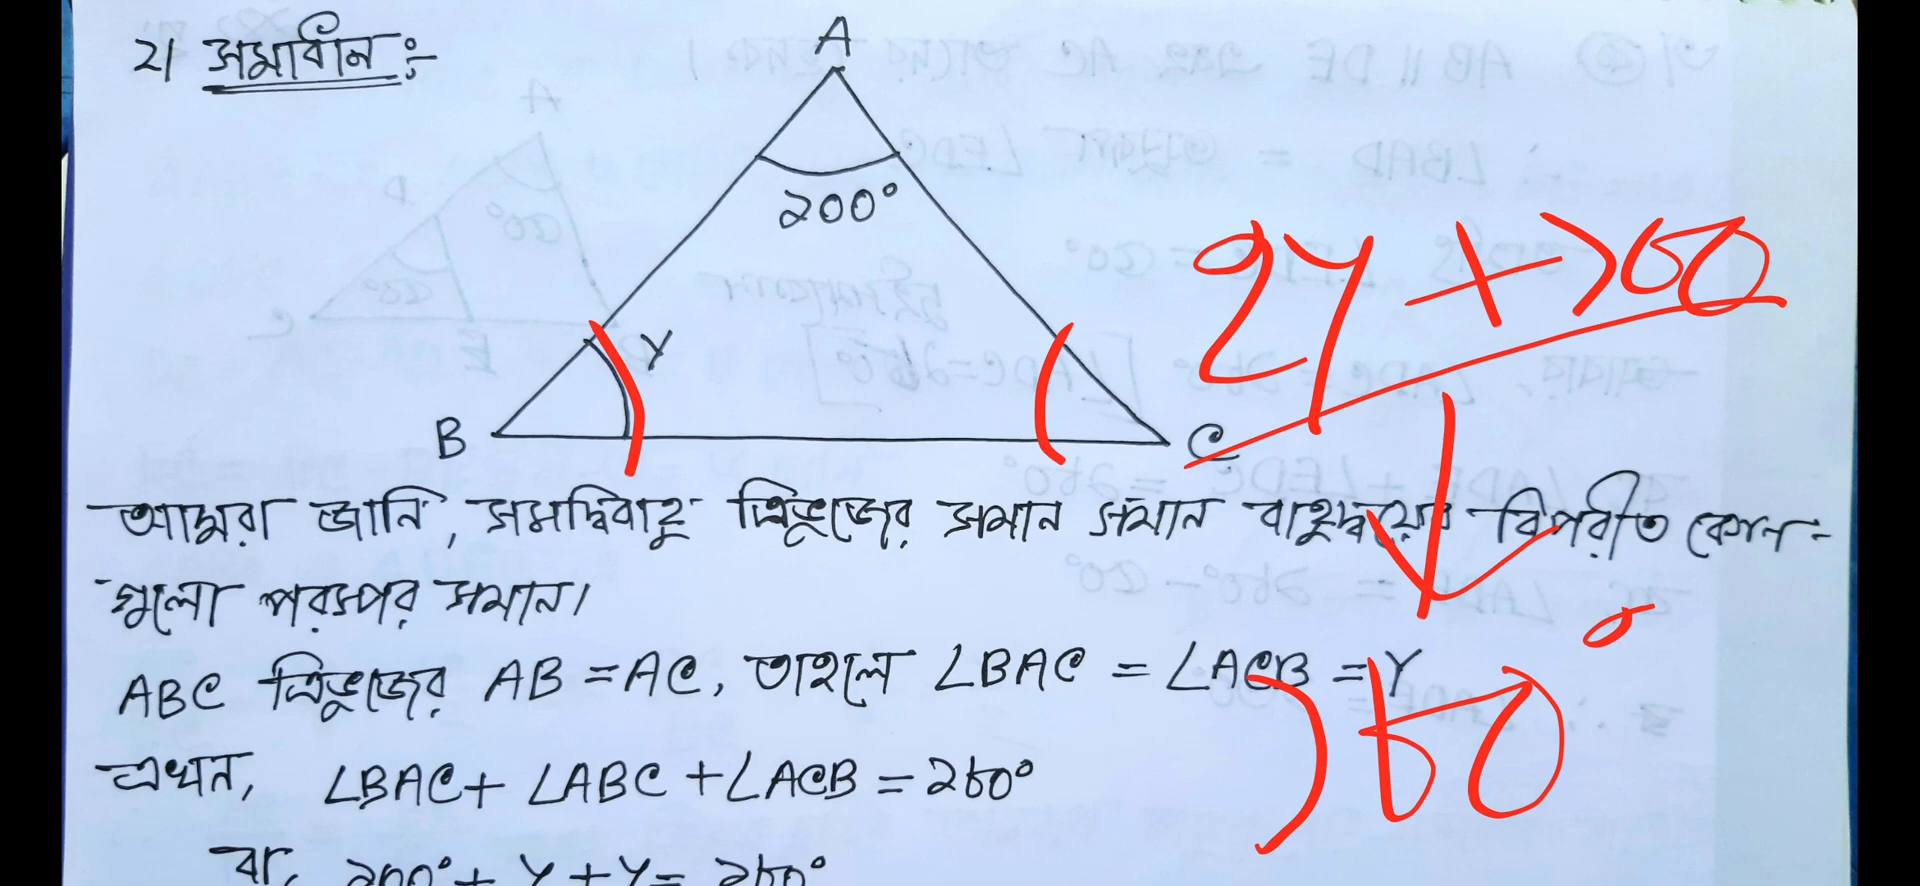 ২। সমাধান :-
A
১০০°
Y
B
C
2y + ১০০
১৮০°
আমরা জানি, সমদ্বিবাহু ত্রিভুজের সমান সমান বাহুদ্বয়ের বিপরীত কোন-
গুলো পরস্পর সমান।
ABC ত্রিভুজের AB = AC, তাহলে ∠BAC = ∠ACB = Y
এখন, ∠BAC + ∠ABC + ∠ACB = ১৮০°
বা, ১০০° + Y + Y = ১৮০°